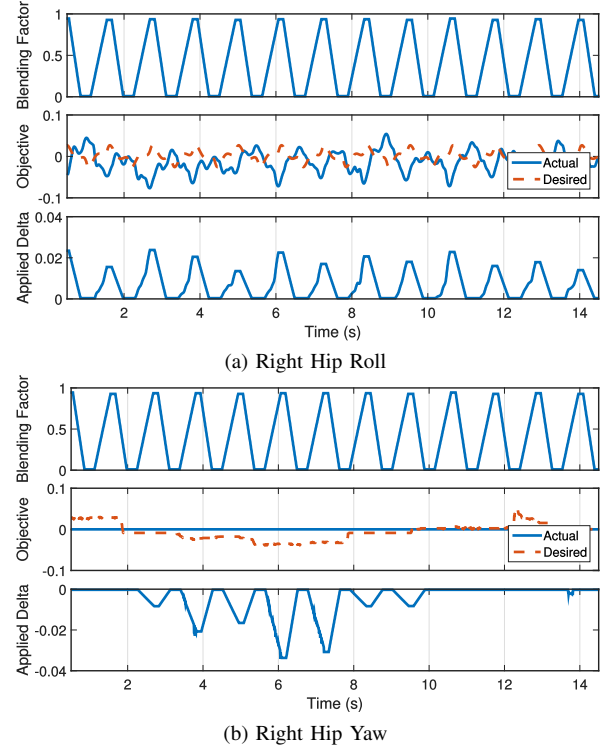 1
0.5
0
Blending Factor
0.1
0
-0.1
Objective
Actual
Desired
0.04
0.02
0
Applied Delta
2 4 6 8 10 12 14
Time (s)
(a) Right Hip Roll
1
0.5
0
Blending Factor
0.1
0
-0.1
Objective
Actual
Desired
0
-0.02
-0.04
Applied Delta
2 4 6 8 10 12 14
Time (s)
(b) Right Hip Yaw